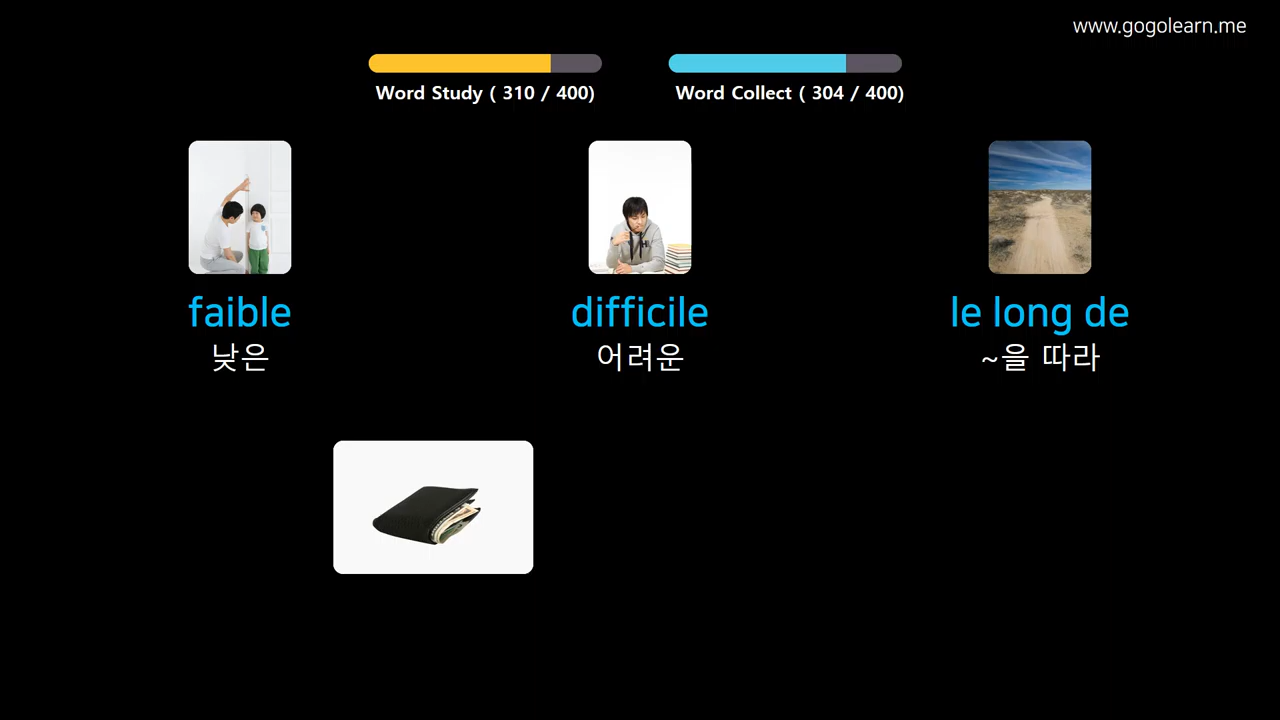 www.gogolearn.me
Word Study ( 310 / 400)
Word Collect ( 304 / 400)
faible
낮은
difficile
어려운
le long de
~을 따라